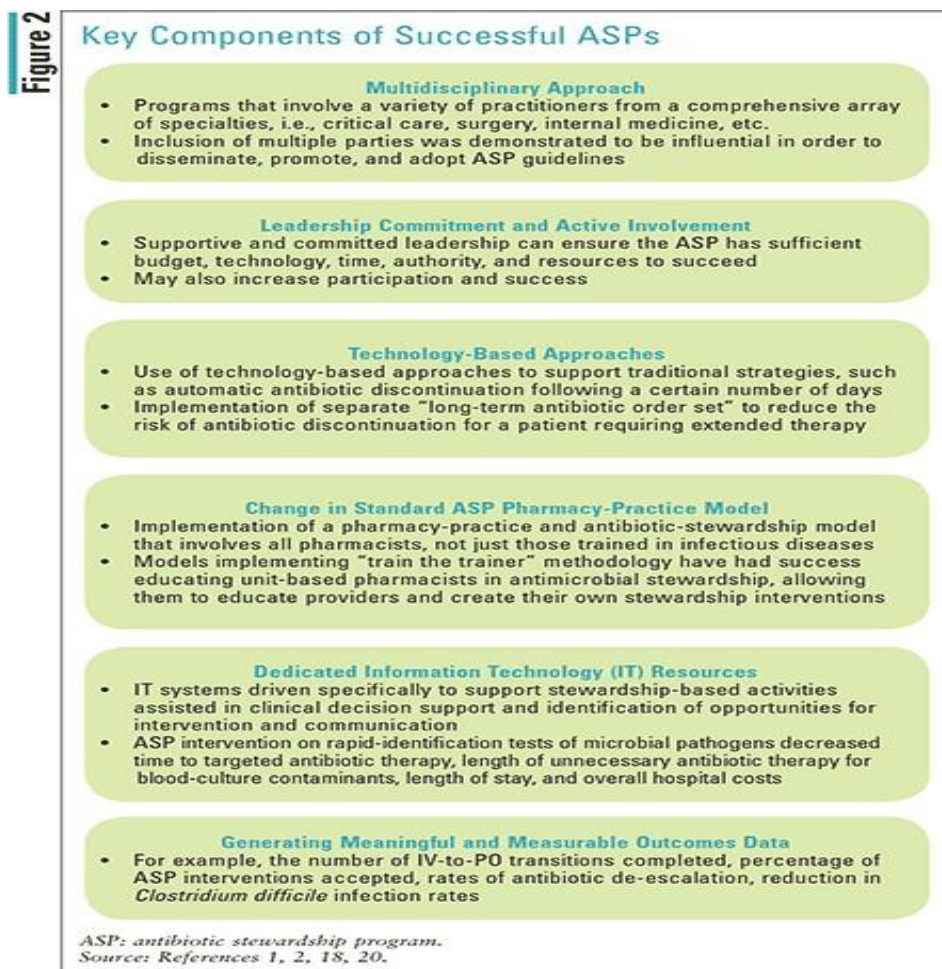 Figure 2
Key Components of Successful ASPs
Multidisciplinary Approach
• Programs that involve a variety of practitioners from a comprehensive array
of specialties, i.e., critical care, surgery, internal medicine, etc.
• Inclusion of multiple parties was demonstrated to be influential in order to
disseminate, promote, and adopt ASP guidelines
Leadership Commitment and Active Involvement
• Supportive and committed leadership can ensure the ASP has sufficient
budget, technology, time, authority, and resources to succeed
• May also increase participation and success
Technology-Based Approaches
• Use of technology-based approaches to support traditional strategies, such
as automatic antibiotic discontinuation following a certain number of days
• Implementation of separate “long-term antibiotic order set” to reduce the
risk of antibiotic discontinuation for a patient requiring extended therapy
Change in Standard ASP Pharmacy-Practice Model
• Implementation of a pharmacy-practice and antibiotic-stewardship model
that involves all pharmacists, not just those trained in infectious diseases
• Models implementing “train the trainer” methodology have had success
educating unit-based pharmacists in antimicrobial stewardship, allowing
them to educate providers and create their own stewardship interventions
Dedicated Information Technology (IT) Resources
• IT systems driven specifically to support stewardship-based activities
assisted in clinical decision support and identification of opportunities for
intervention and communication
• ASP intervention on rapid-identification tests of microbial pathogens decreased
time to targeted antibiotic therapy, length of unnecessary antibiotic therapy for
blood-culture contaminants, length of stay, and overall hospital costs
Generating Meaningful and Measurable Outcomes Data
• For example, the number of IV-to-PO transitions completed, percentage of
ASP interventions accepted, rates of antibiotic de-escalation, reduction in
Clostridium difficile infection rates
ASP: antibiotic stewardship program.
Source: References 1, 2, 18, 20.